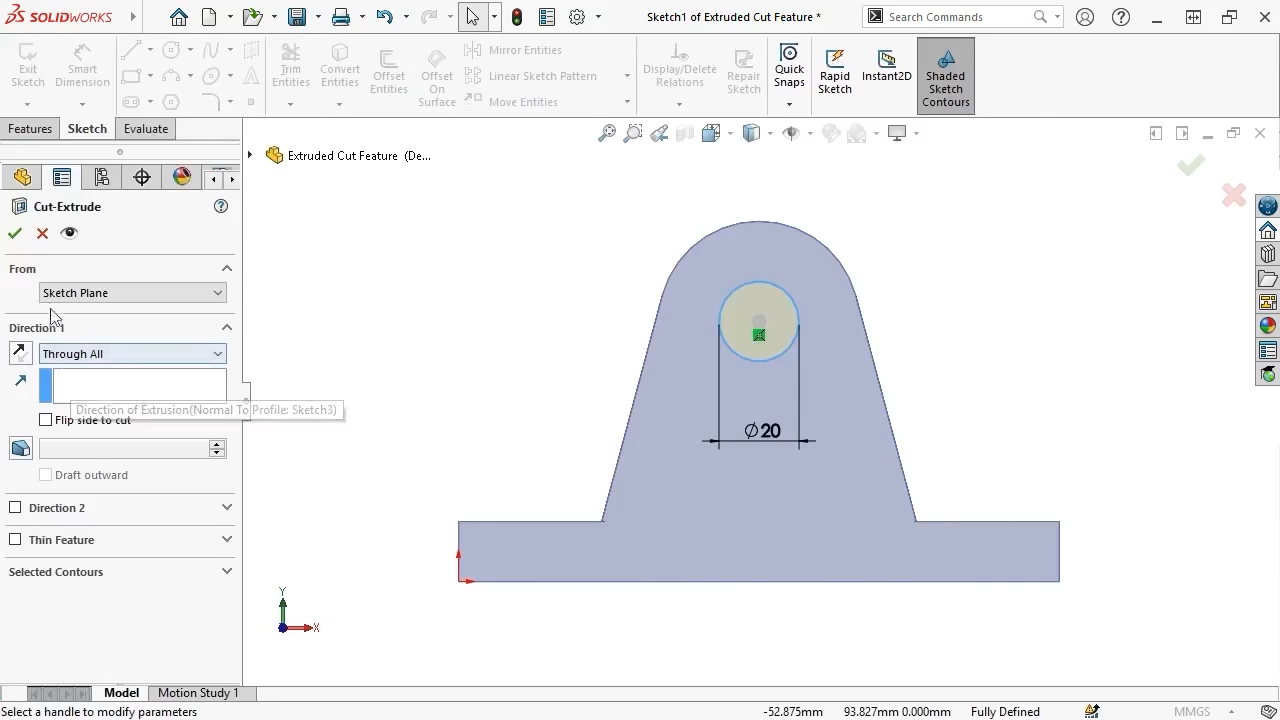 SOLIDWORKS
Sketch1 of Extruded Cut Feature *
Search Commands
Exit Sketch
Smart Dimension
Trim Entities
Convert Entities
Offset Entities
Offset On Surface
Mirror Entities
Linear Sketch Pattern
Move Entities
Display/Delete Relations
Repair Sketch
Quick Snaps
Rapid Sketch
Instant2D
Shaded Sketch Contours
Features
Sketch
Evaluate
Extruded Cut Feature (De...
Cut-Extrude
From
Sketch Plane
Direction 1
Through All
Direction of Extrusion(Normal To Profile: Sketch3)
Flip side to cut
Draft outward
Direction 2
Thin Feature
Selected Contours
∅20
Y
X
Model
Motion Study 1
Select a handle to modify parameters
-52.875mm
93.827mm 0.000mm
Fully Defined
MMGS